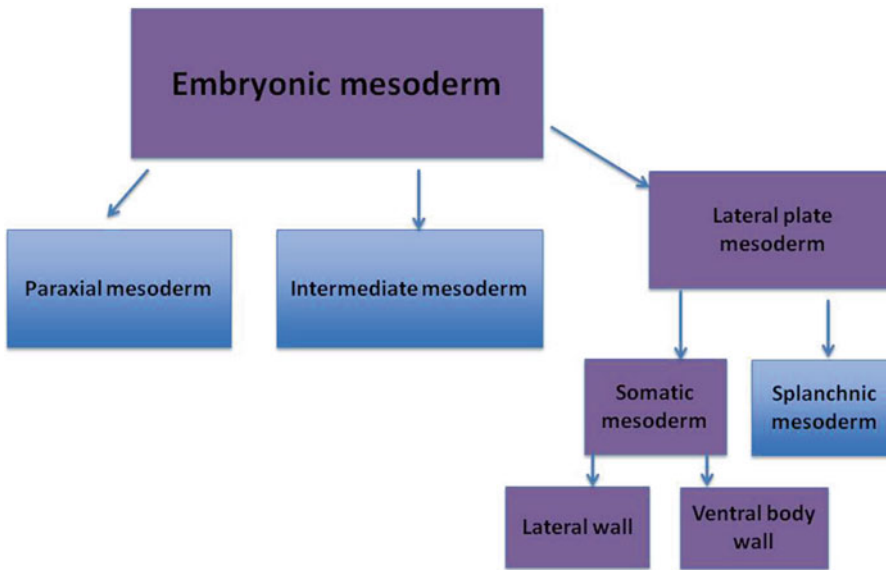 Embryonic mesoderm
Lateral plate
mesoderm
Paraxial mesoderm
Intermediate mesoderm
Somatic
mesoderm
Splanchnic
mesoderm
Lateral wall
Ventral body
wall